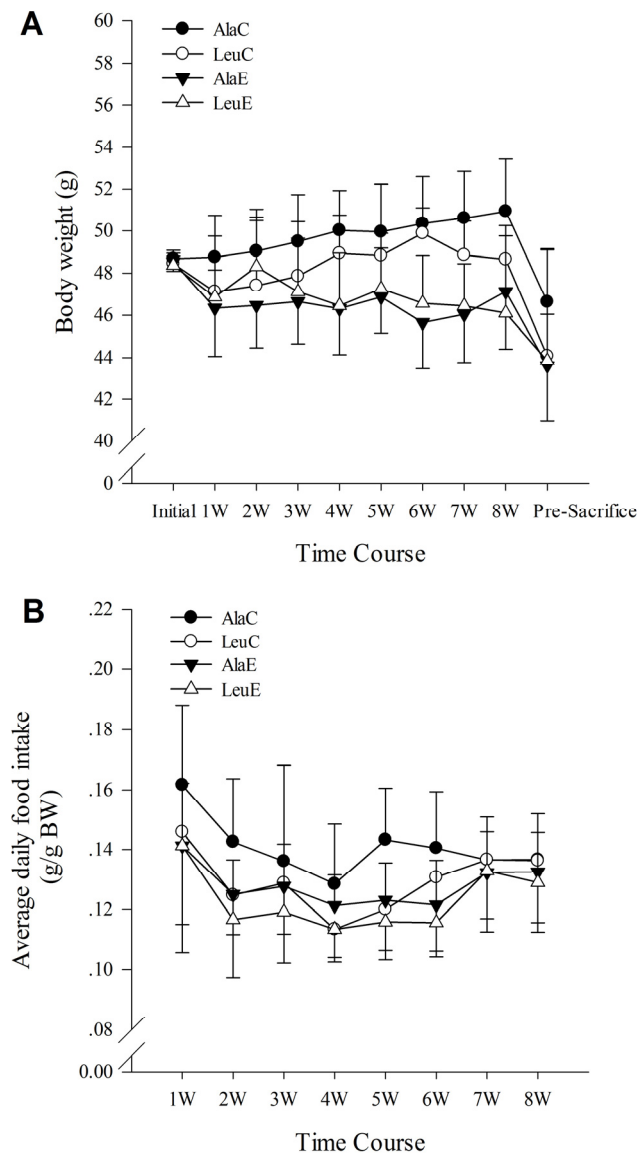 A
60
58
56
54
52
50
48
46
44
42
40
0
Body weight (g)
AlaC
LeuC
AlaE
LeuE
Initial 1W 2W 3W 4W 5W 6W 7W 8W Pre-Sacrifice
Time Course
B
.22
.20
.18
.16
.14
.12
.10
.08
0.00
Average daily food intake
(g/g BW)
AlaC
LeuC
AlaE
LeuE
1W 2W 3W 4W 5W 6W 7W 8W
Time Course